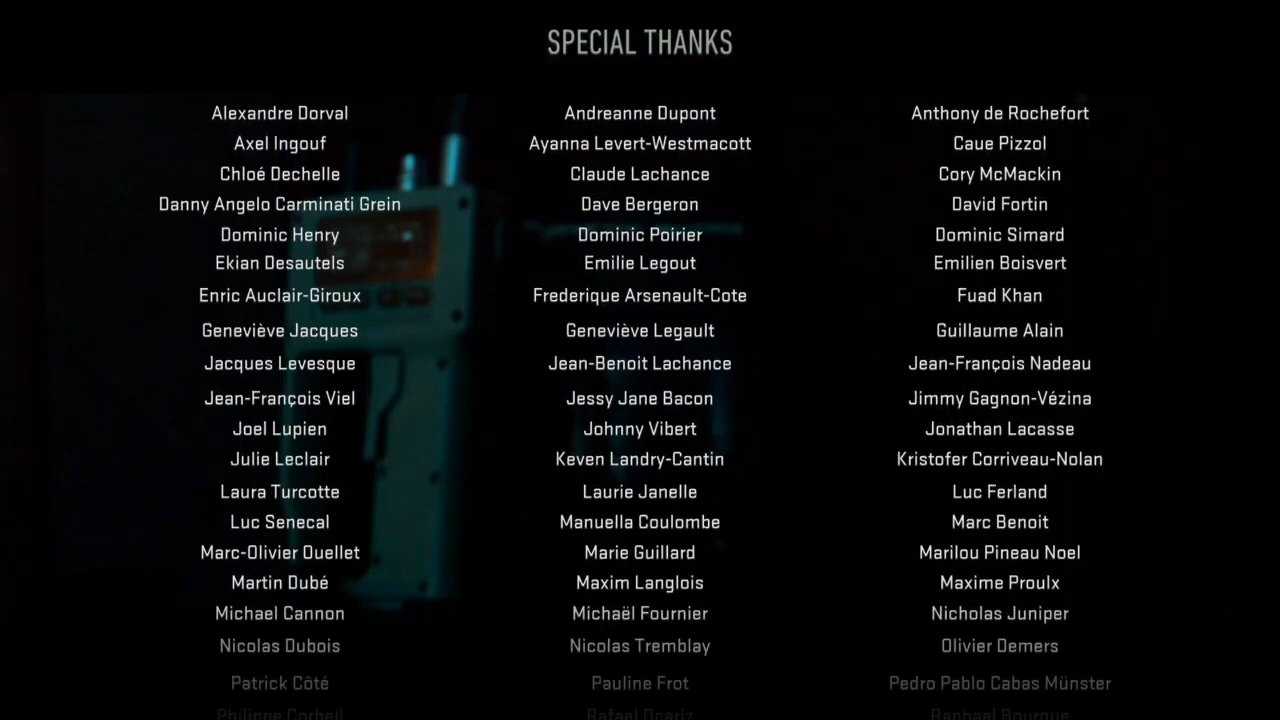 SPECIAL THANKS
Alexandre Dorval Andreanne Dupont Anthony de Rochefort
Axel Ingouf Ayanna Levert-Westmacott Caue Pizzol
Chloé Dechelle Claude Lachance Cory McMackin
Danny Angelo Carminati Grein Dave Bergeron David Fortin
Dominic Henry Dominic Poirier Dominic Simard
Ekian Desautels Emilie Legout Emilien Boisvert
Enric Auclair-Giroux Frederique Arsenault-Cote Fuad Khan
Geneviève Jacques Geneviève Legault Guillaume Alain
Jacques Levesque Jean-Benoit Lachance Jean-François Nadeau
Jean-François Viel Jessy Jane Bacon Jimmy Gagnon-Vézina
Joel Lupien Johnny Vibert Jonathan Lacasse
Julie Leclair Keven Landry-Cantin Kristofer Corriveau-Nolan
Laura Turcotte Laurie Janelle Luc Ferland
Luc Senecal Manuella Coulombe Marc Benoit
Marc-Olivier Ouellet Marie Guillard Marilou Pineau Noel
Martin Dubé Maxim Langlois Maxime Proulx
Michael Cannon Michaël Fournier Nicholas Juniper
Nicolas Dubois Nicolas Tremblay Olivier Demers
Patrick Côté Pauline Frot Pedro Pablo Cabas Münster
Philippe Corbeil Rafael Ocariz Raphael Bourque